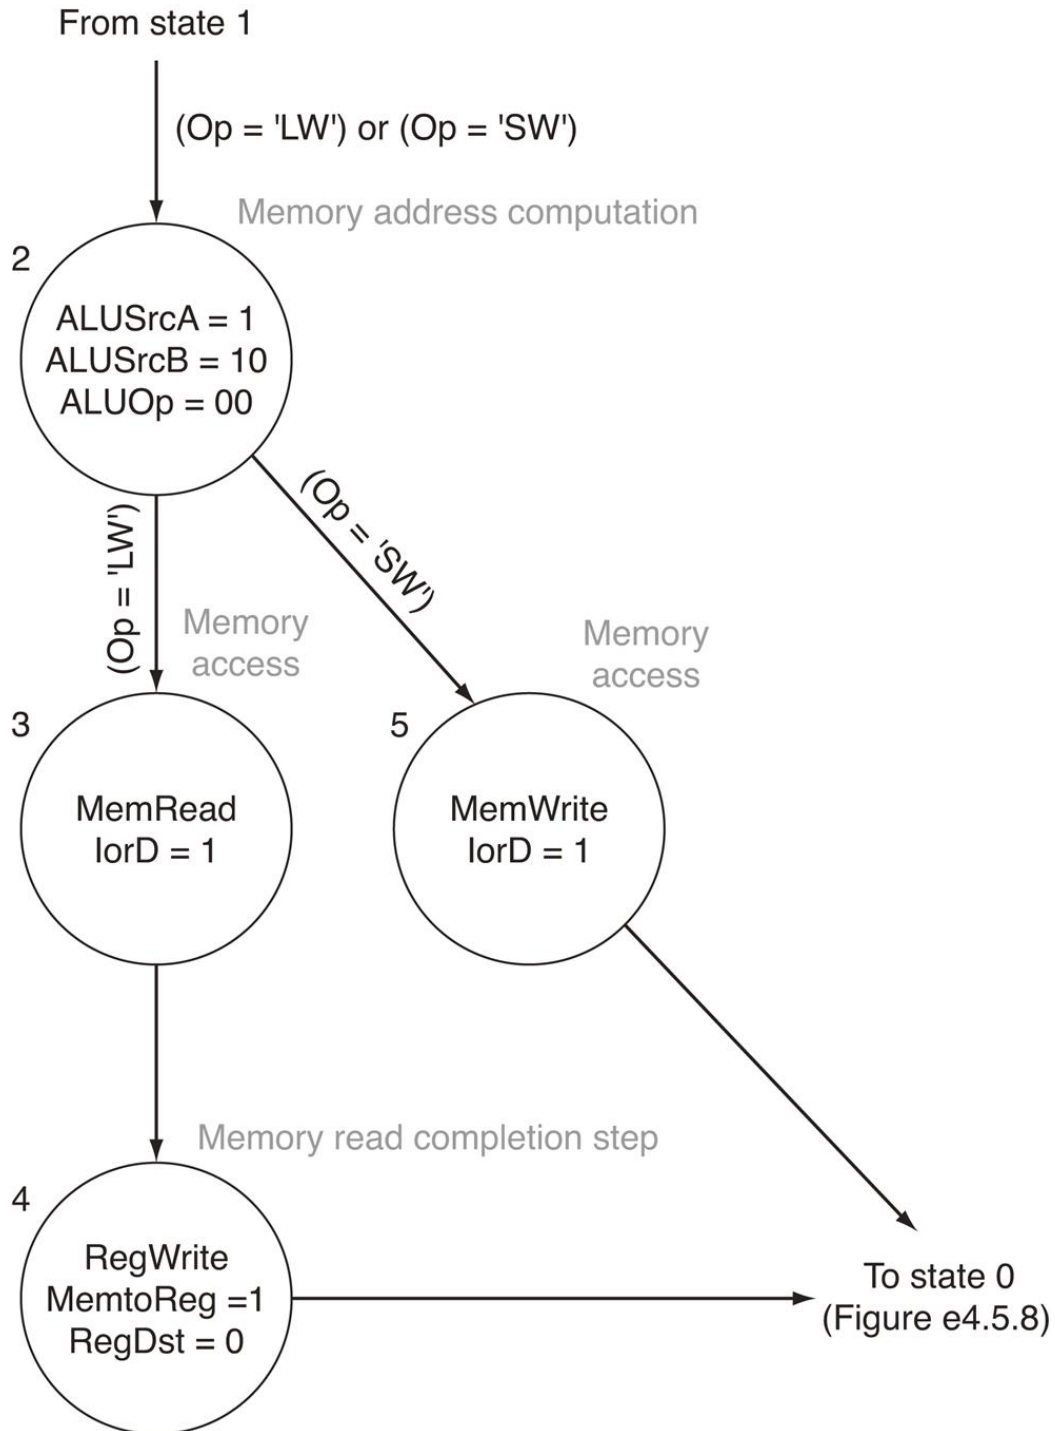 From state 1
(Op = 'LW') or (Op = 'SW')
Memory address computation
2
ALUSrcA = 1
ALUSrcB = 10
ALUOp = 00
(Op = 'LW')
(Op = 'SW')
Memory
access
Memory
access
3
MemRead
IorD = 1
5
MemWrite
IorD = 1
Memory read completion step
4
RegWrite
MemtoReg =1
RegDst = 0
To state 0
(Figure e4.5.8)